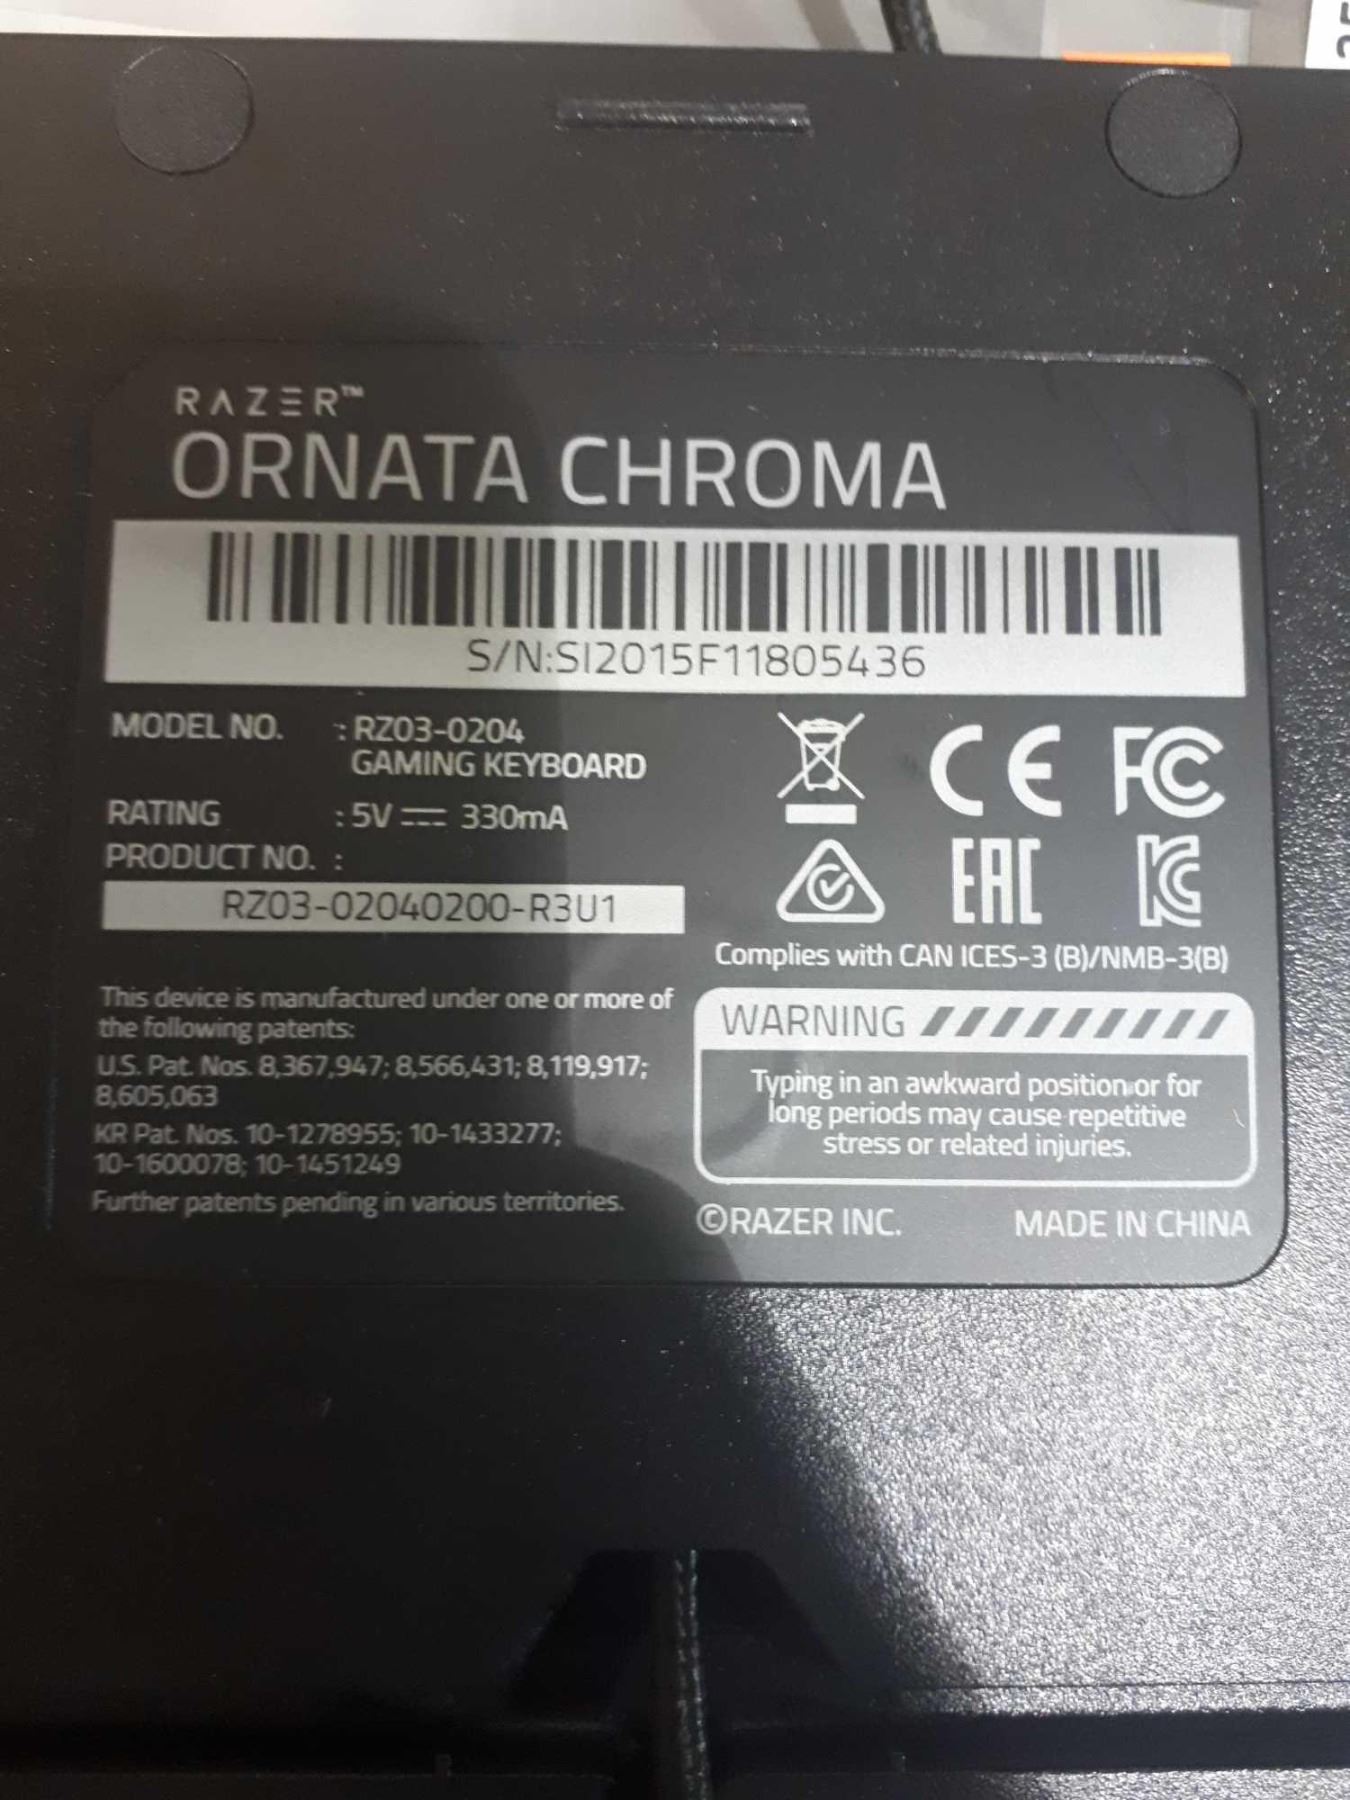 RAZER™
ORNATA CHROMA
S/N:SI2015F11805436
MODEL NO. : RZ03-0204
GAMING KEYBOARD
RATING : 5V ⎓ 330mA
PRODUCT NO. :
RZ03-02040200-R3U1
This device is manufactured under one or more of
the following patents:
U.S. Pat. Nos. 8,367,947; 8,566,431; 8,119,917;
8,605,063
KR Pat. Nos. 10-1278955; 10-1433277;
10-1600078; 10-1451249
Further patents pending in various territories.
CE FC
EAC KC
Complies with CAN ICES-3 (B)/NMB-3(B)
WARNING
Typing in an awkward position or for
long periods may cause repetitive
stress or related injuries.
©RAZER INC. MADE IN CHINA